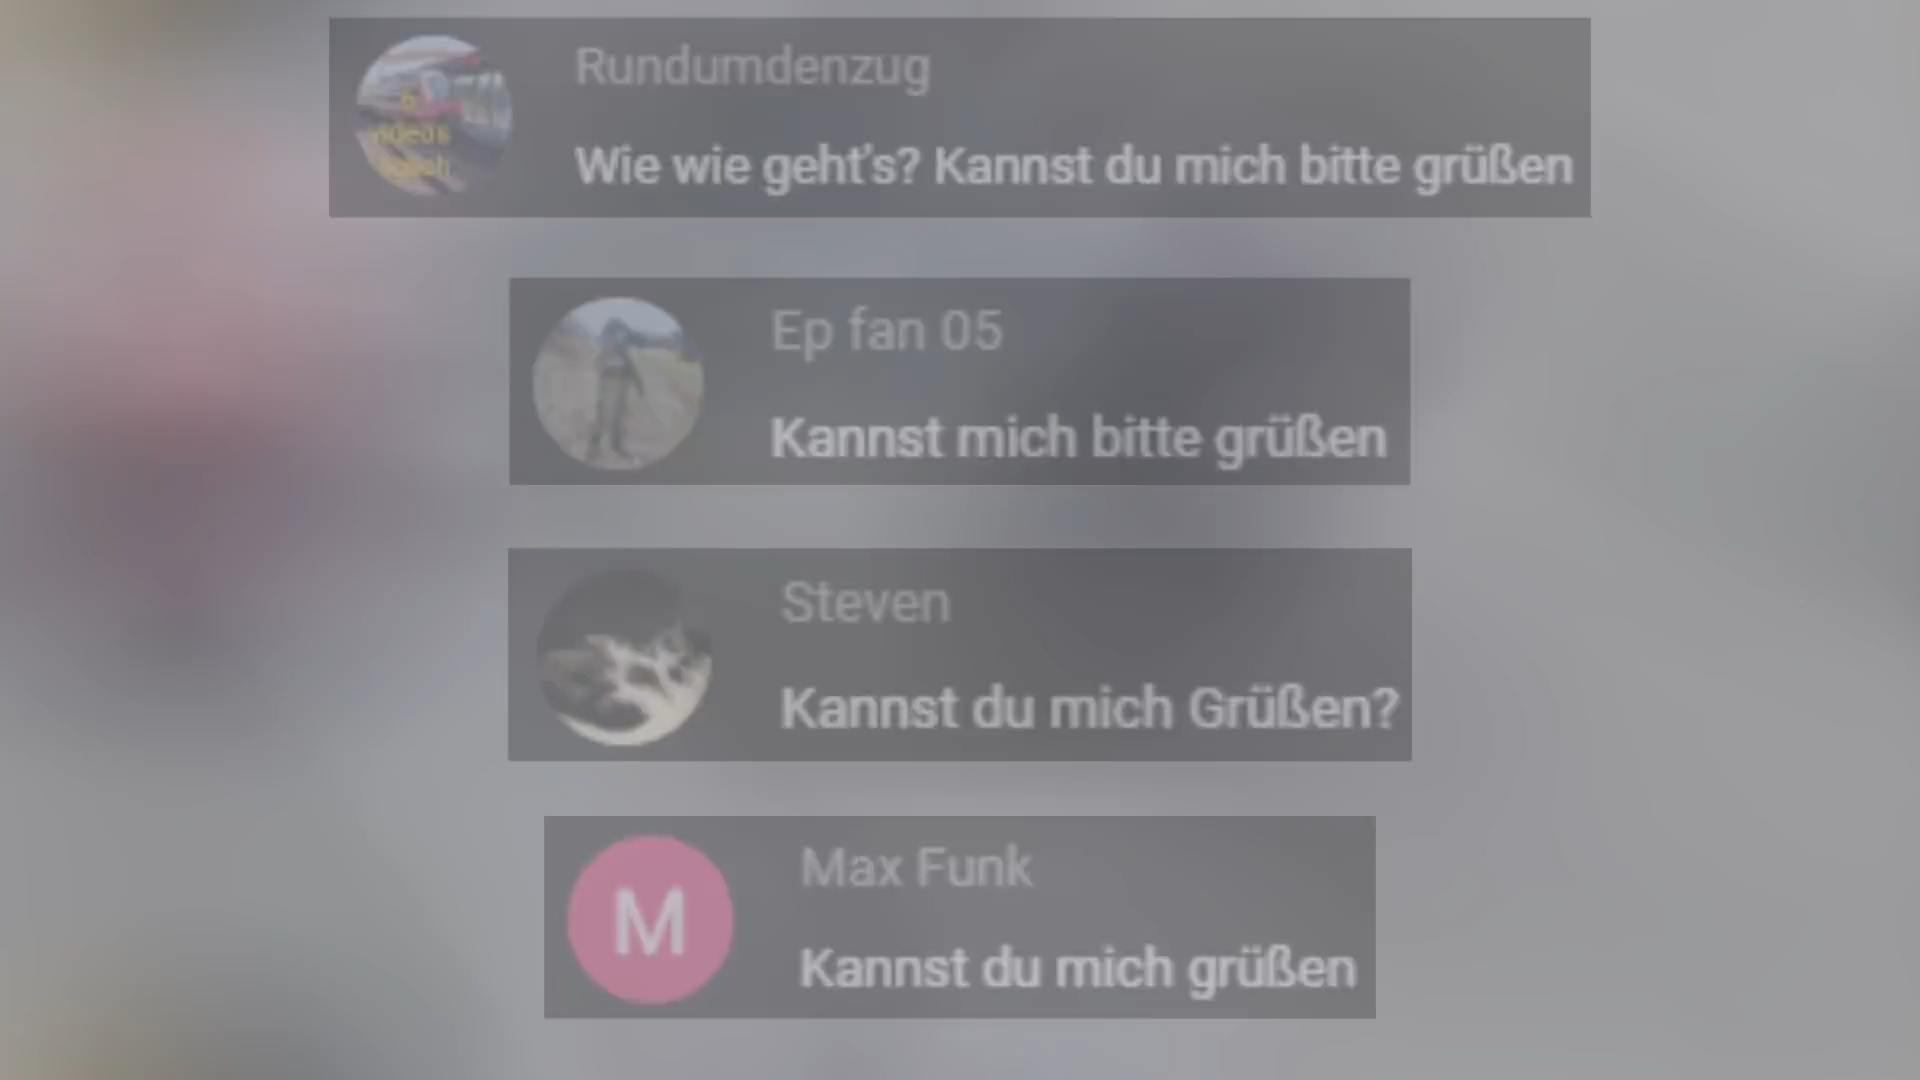 Rundumdenzug
Wie wie geht's? Kannst du mich bitte grüßen
videos
Ep fan 05
Kannst mich bitte grüßen
Steven
Kannst du mich Grüßen?
M
Max Funk
Kannst du mich grüßen